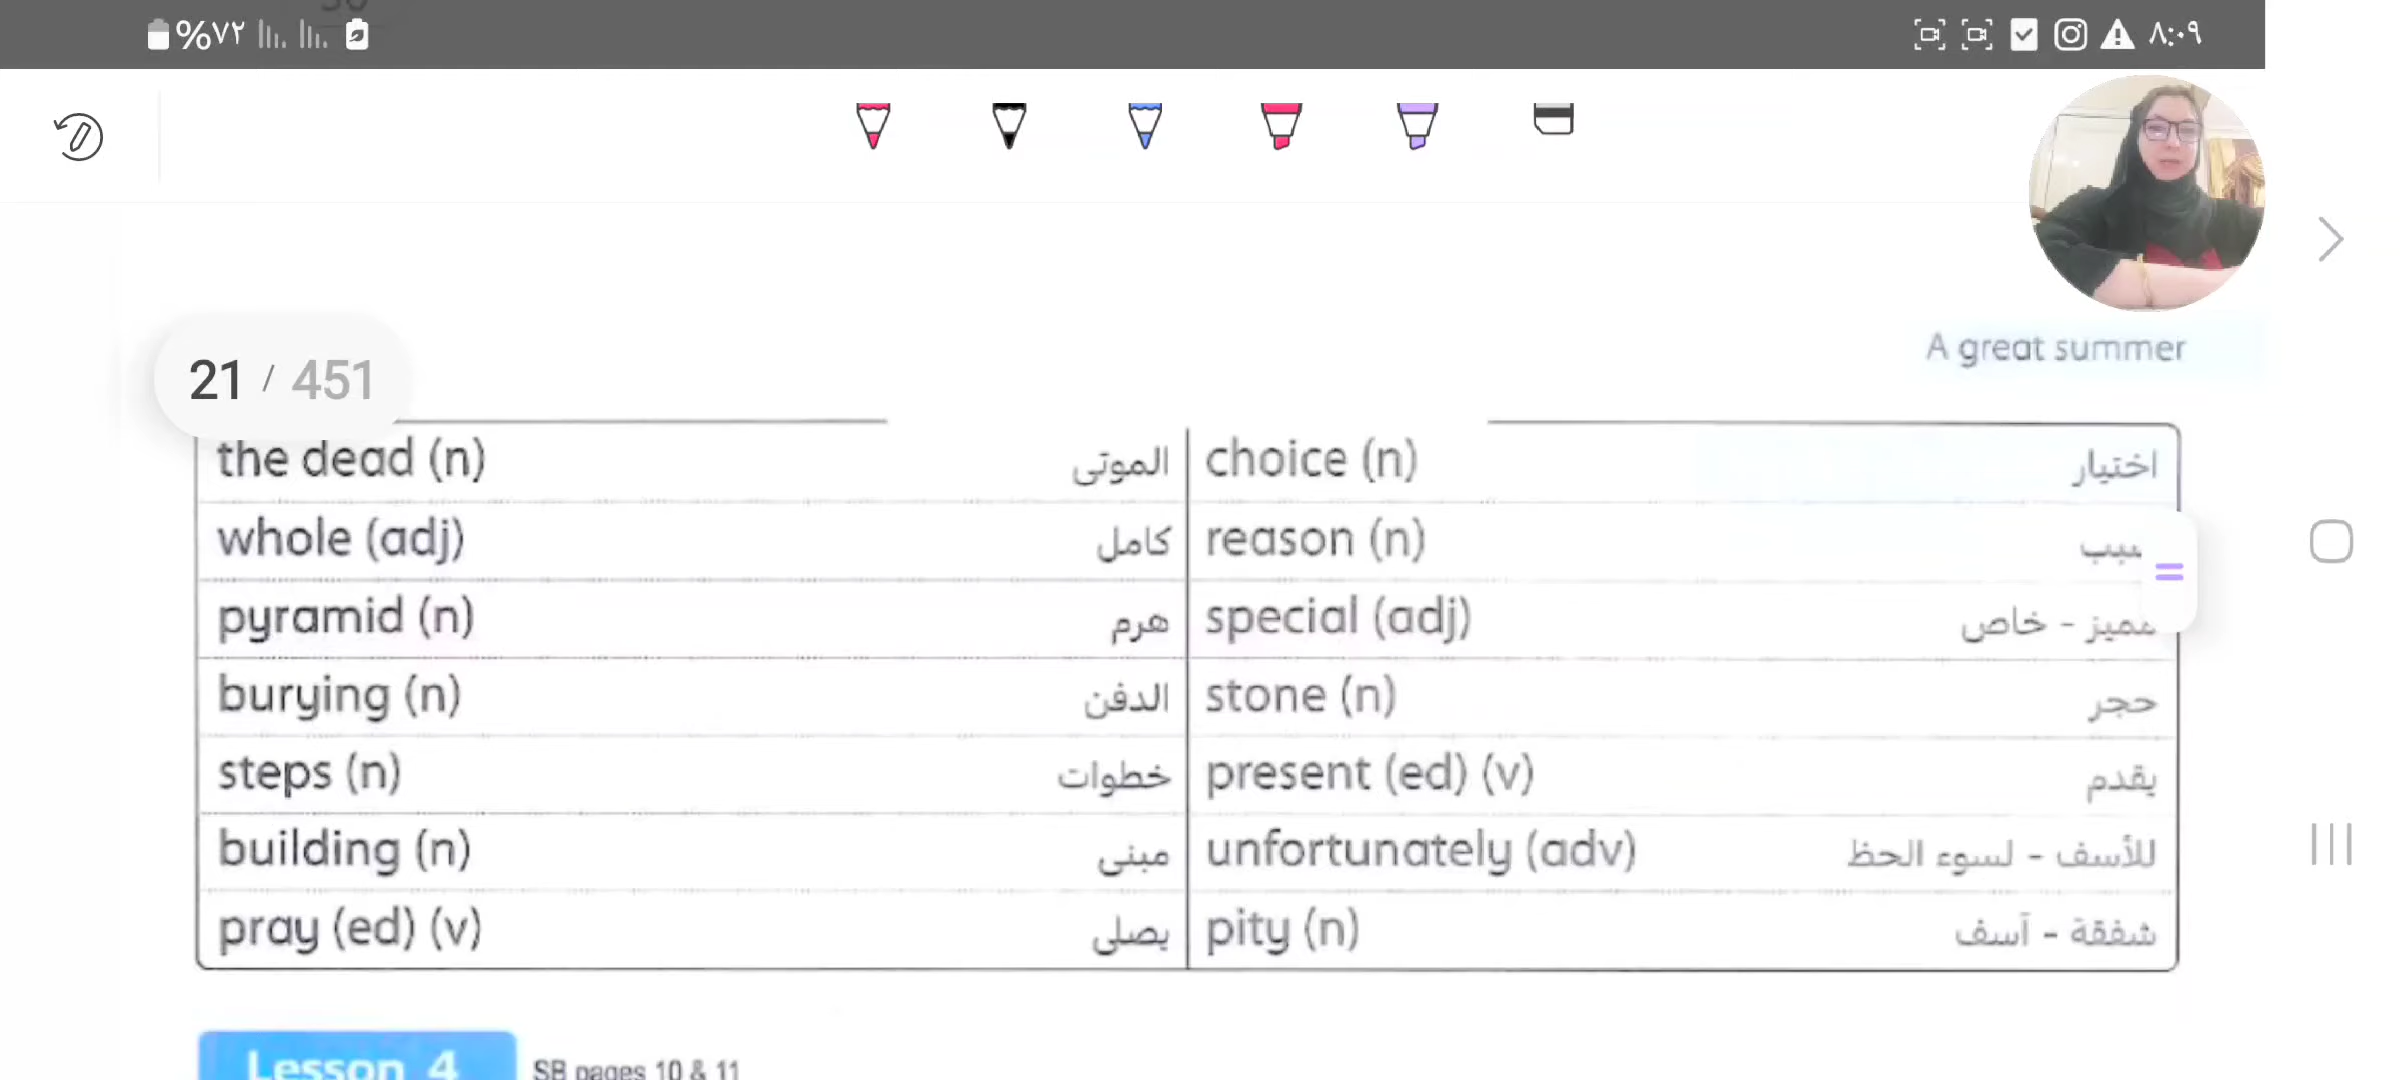 %٧٢
٨:٠٩
A great summer
21 / 451
the dead (n) الموتى choice (n) اختيار
whole (adj) كامل reason (n) سبب
pyramid (n) هرم special (adj) مميز - خاص
burying (n) الدفن stone (n) حجر
steps (n) خطوات present (ed) (v) يقدم
building (n) مبنى unfortunately (adv) للأسف - لسوء الحظ
pray (ed) (v) يصلى pity (n) شفقة - آسف
Lesson 4 SB pages 10 & 11